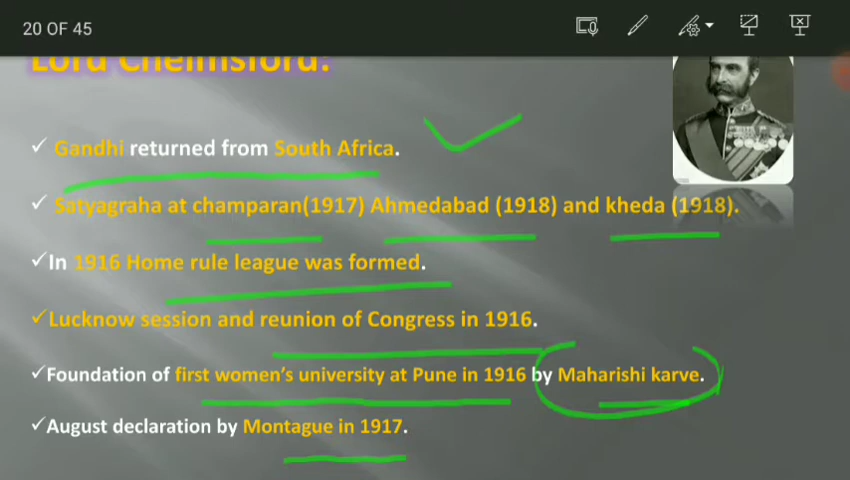 20 OF 45
Lord Chelmsford:
✓ Gandhi returned from South Africa.
✓ Satyagraha at champaran(1917) Ahmedabad (1918) and kheda (1918).
✓In 1916 Home rule league was formed.
✓Lucknow session and reunion of Congress in 1916.
✓Foundation of first women's university at Pune in 1916 by Maharishi karve.
✓August declaration by Montague in 1917.